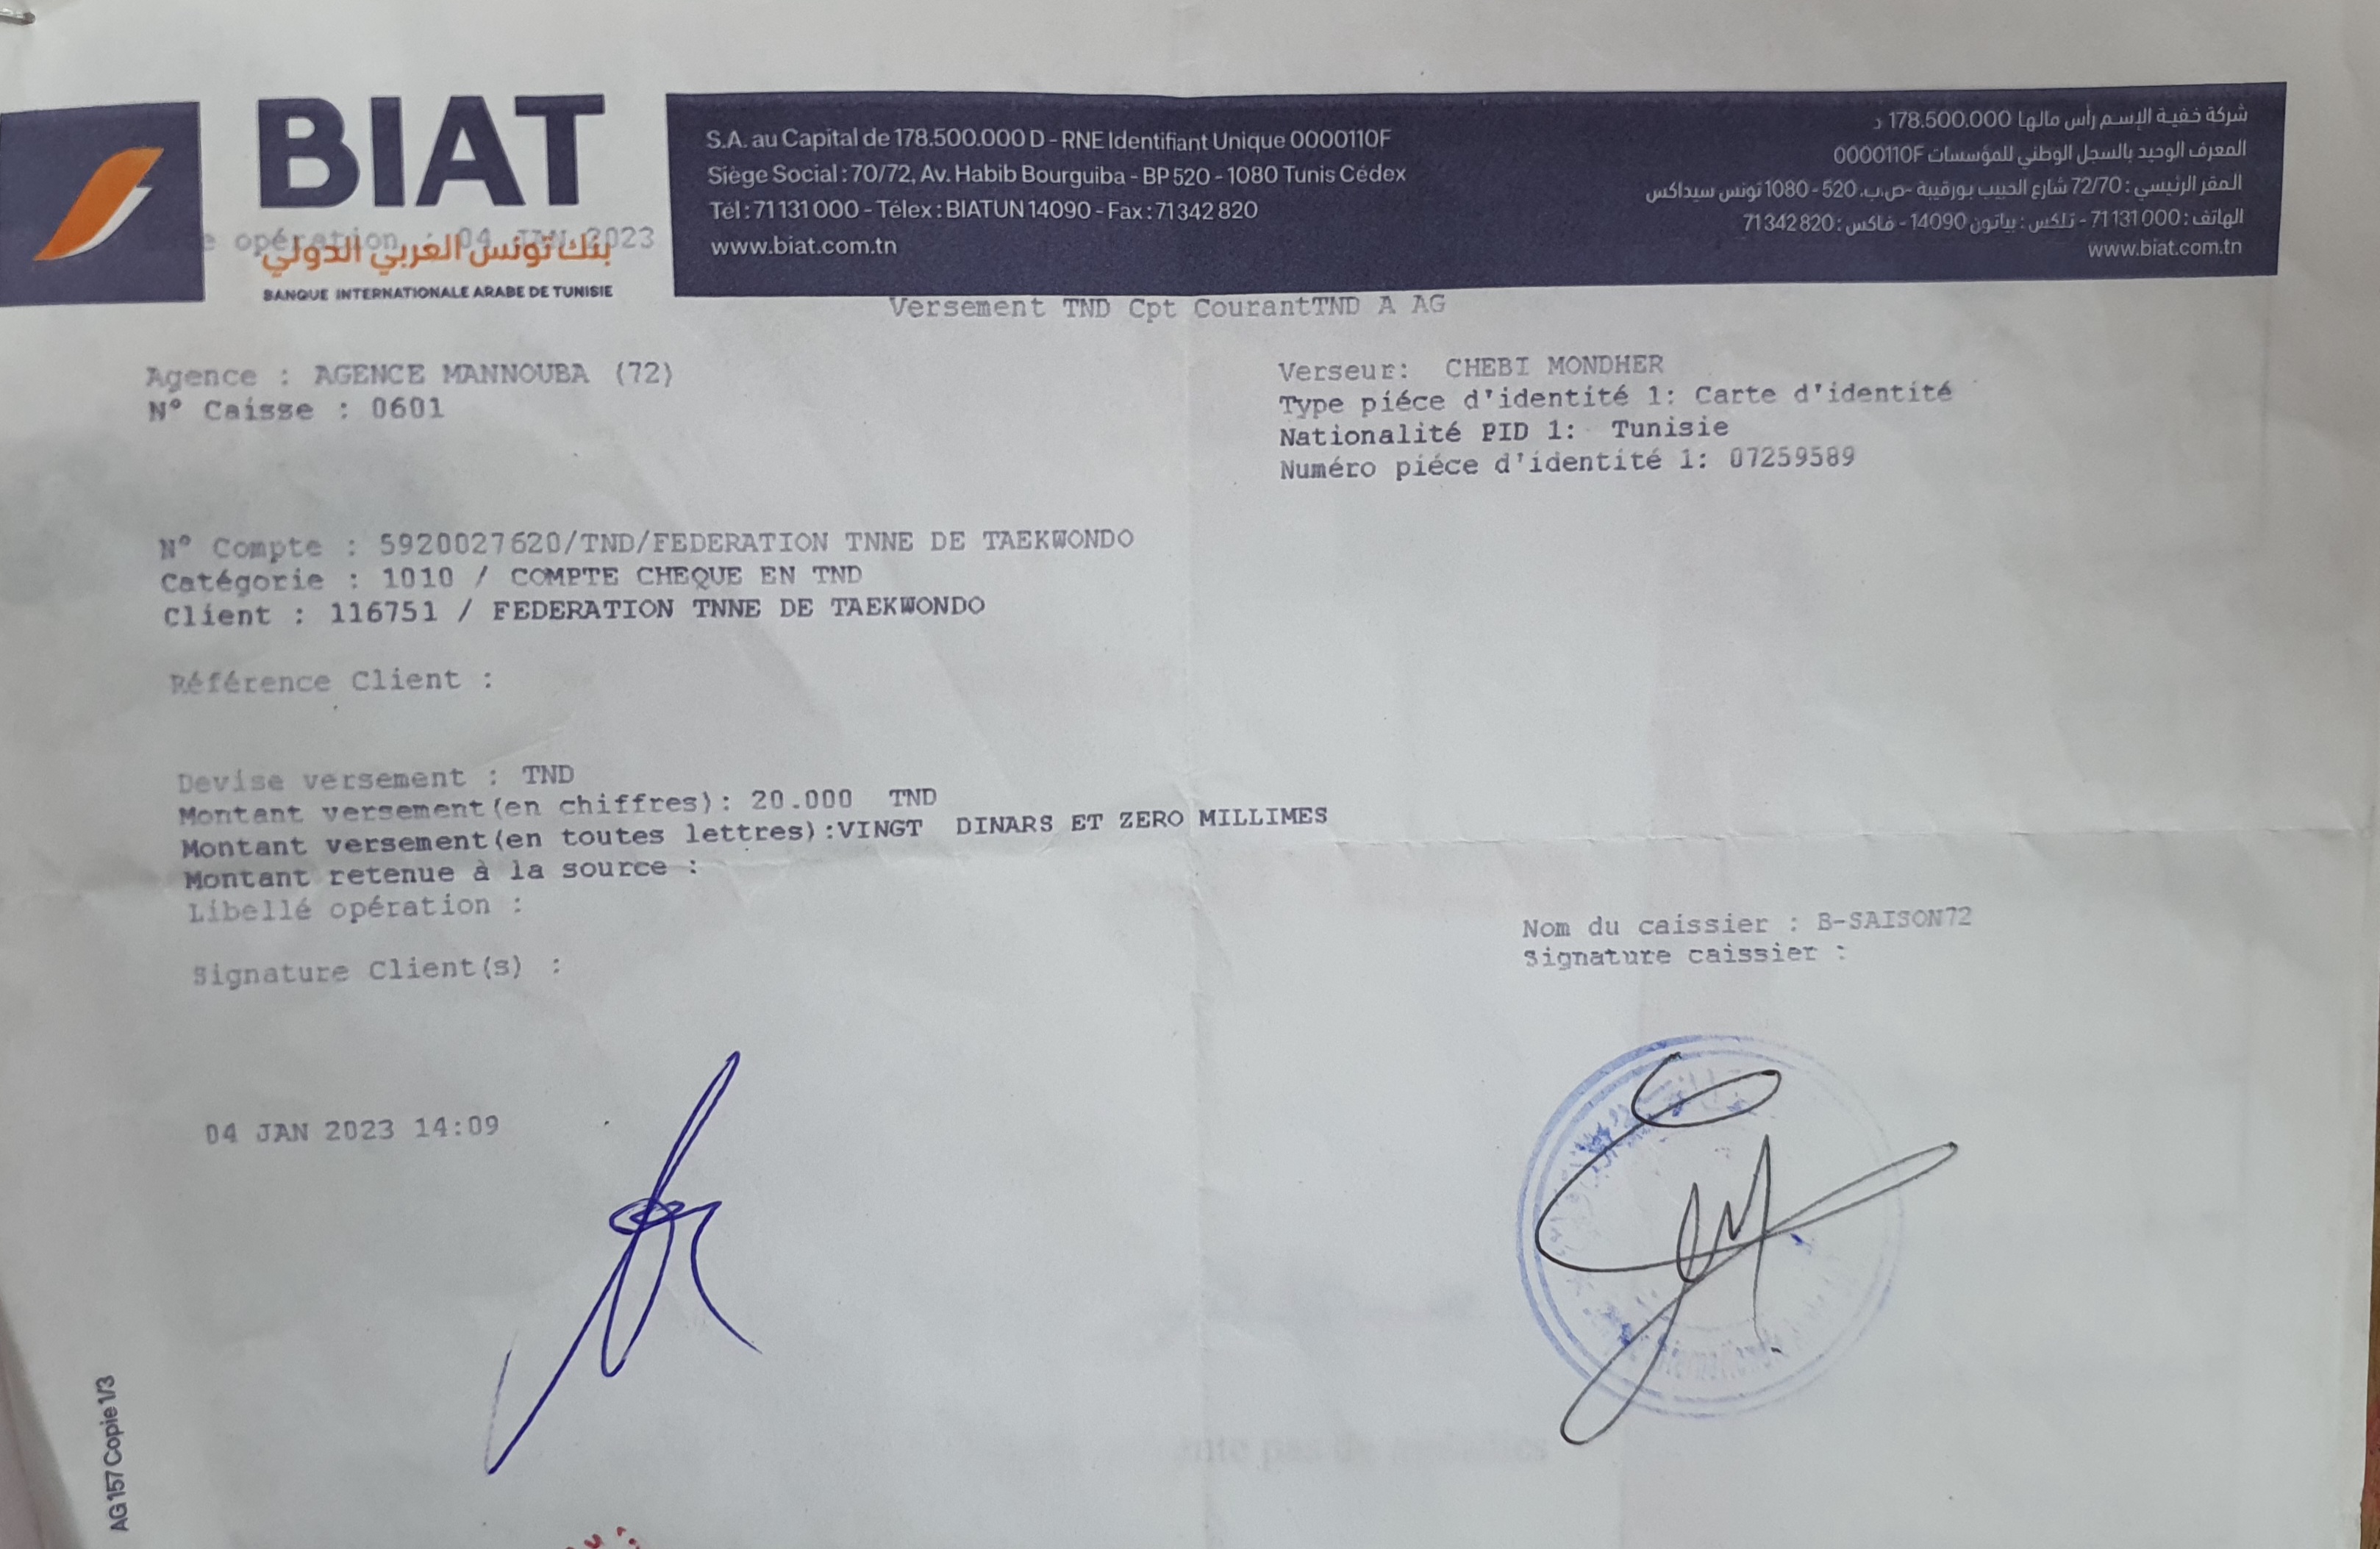 BIAT
بنك تونس العربي الدولي
BANQUE INTERNATIONALE ARABE DE TUNISIE
opération : 04 JAN 2023
S.A. au Capital de 178.500.000 D - RNE Identifiant Unique 0000110F
Siège Social : 70/72, Av. Habib Bourguiba - BP 520 - 1080 Tunis Cédex
Tél : 71 131 000 - Télex : BIATUN 14090 - Fax : 71 342 820
www.biat.com.tn
شركة خفية الإسم رأس مالها 178.500.000 د
المعرف الوحيد بالسجل الوطني للمؤسسات 0000110F
المقر الرئيسي : 72/70 شارع الحبيب بورقيبة -ص.ب. 520 - 1080 تونس سيداكس
الهاتف : 71131000 - تلكس : بياتون 14090 - فاكس : 71342820
www.biat.com.tn
Versement TND Cpt CourantTND A AG
Agence : AGENCE MANNOUBA (72)
N° Caisse : 0601
Verseur: CHEBI MONDHER
Type piéce d'identité 1: Carte d'identité
Nationalité PID 1: Tunisie
Numéro piéce d'identité 1: 07259589
N° Compte : 5920027620/TND/FEDERATION TNNE DE TAEKWONDO
Catégorie : 1010 / COMPTE CHEQUE EN TND
Client : 116751 / FEDERATION TNNE DE TAEKWONDO
Référence Client :
Devise versement : TND
Montant versement(en chiffres): 20.000 TND
Montant versement(en toutes lettres):VINGT DINARS ET ZERO MILLIMES
Montant retenue à la source :
Libellé opération :
Nom du caissier : B-SAISON72
Signature caissier :
Signature Client(s) :
04 JAN 2023 14:09
AG 157 Copie 1/3